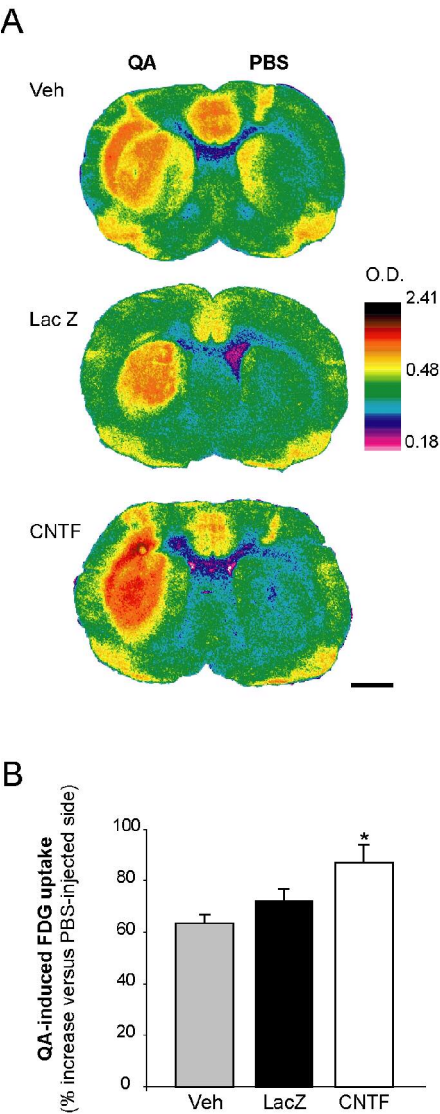 A
QA
PBS
Veh
O.D.
2.41
0.48
0.18
Lac Z
CNTF
B
QA-induced FDG uptake
(% increase versus PBS-injected side)
100
80
60
40
20
0
*
Veh
LacZ
CNTF